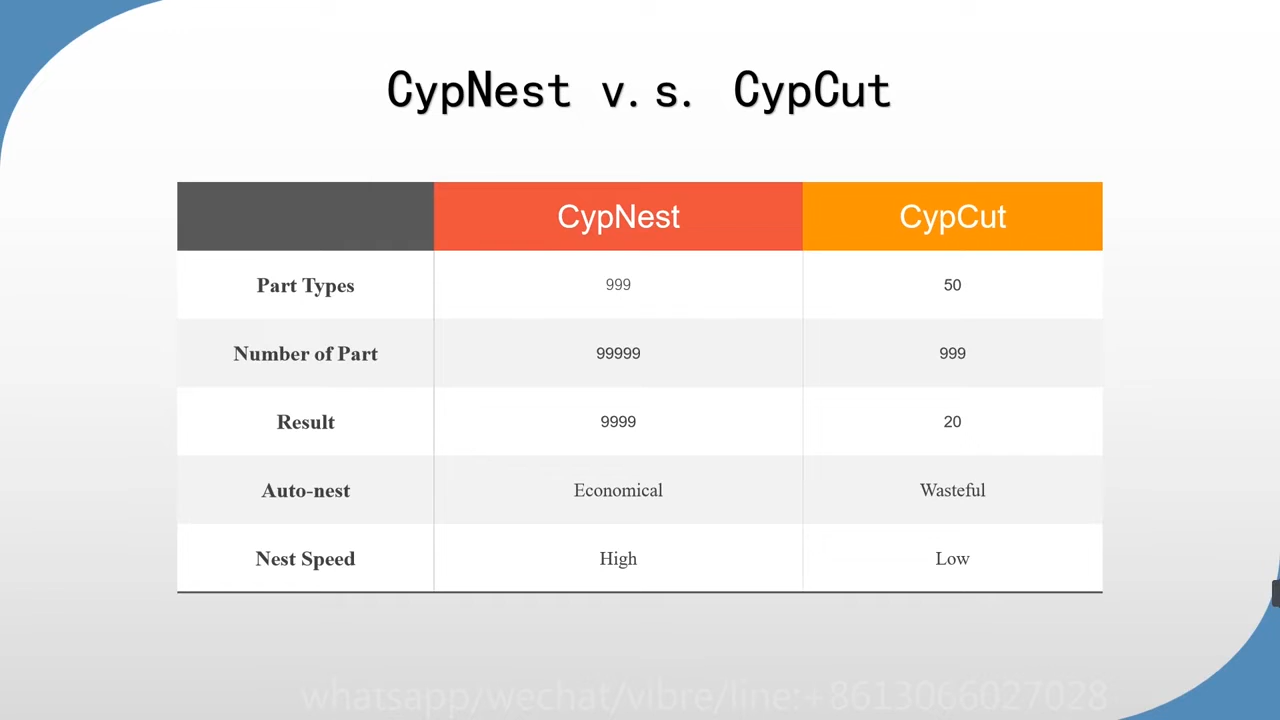 CypNest v.s. CypCut
CypNest CypCut
Part Types 999 50
Number of Part 99999 999
Result 9999 20
Auto-nest Economical Wasteful
Nest Speed High Low
whatsapp/wechat/vibre/line:+8613066027028